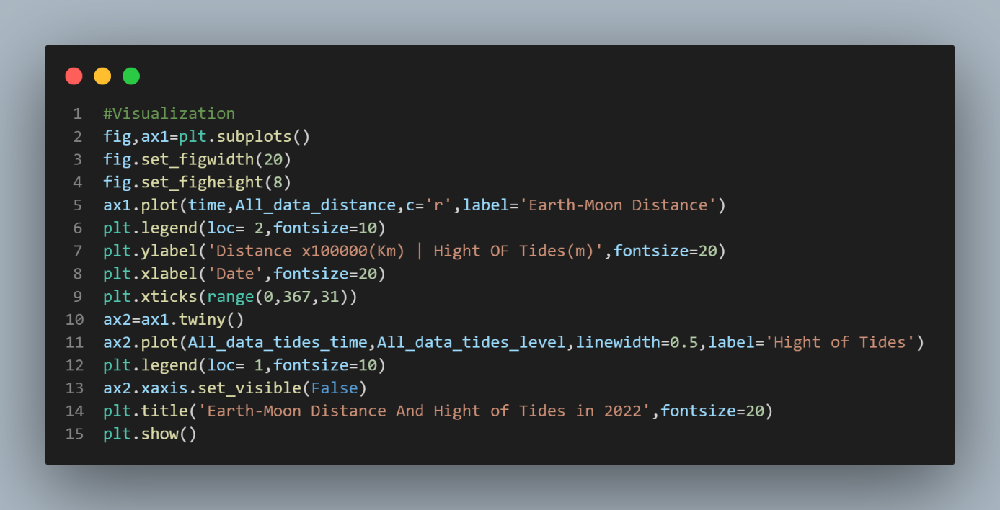 1 #Visualization
2 fig,ax1=plt.subplots()
3 fig.set_figwidth(20)
4 fig.set_figheight(8)
5 ax1.plot(time,All_data_distance,c='r',label='Earth-Moon Distance')
6 plt.legend(loc= 2,fontsize=10)
7 plt.ylabel('Distance x100000(Km) | Hight OF Tides(m)',fontsize=20)
8 plt.xlabel('Date',fontsize=20)
9 plt.xticks(range(0,367,31))
10 ax2=ax1.twiny()
11 ax2.plot(All_data_tides_time,All_data_tides_level,linewidth=0.5,label='Hight of Tides')
12 plt.legend(loc= 1,fontsize=10)
13 ax2.xaxis.set_visible(False)
14 plt.title('Earth-Moon Distance And Hight of Tides in 2022',fontsize=20)
15 plt.show()